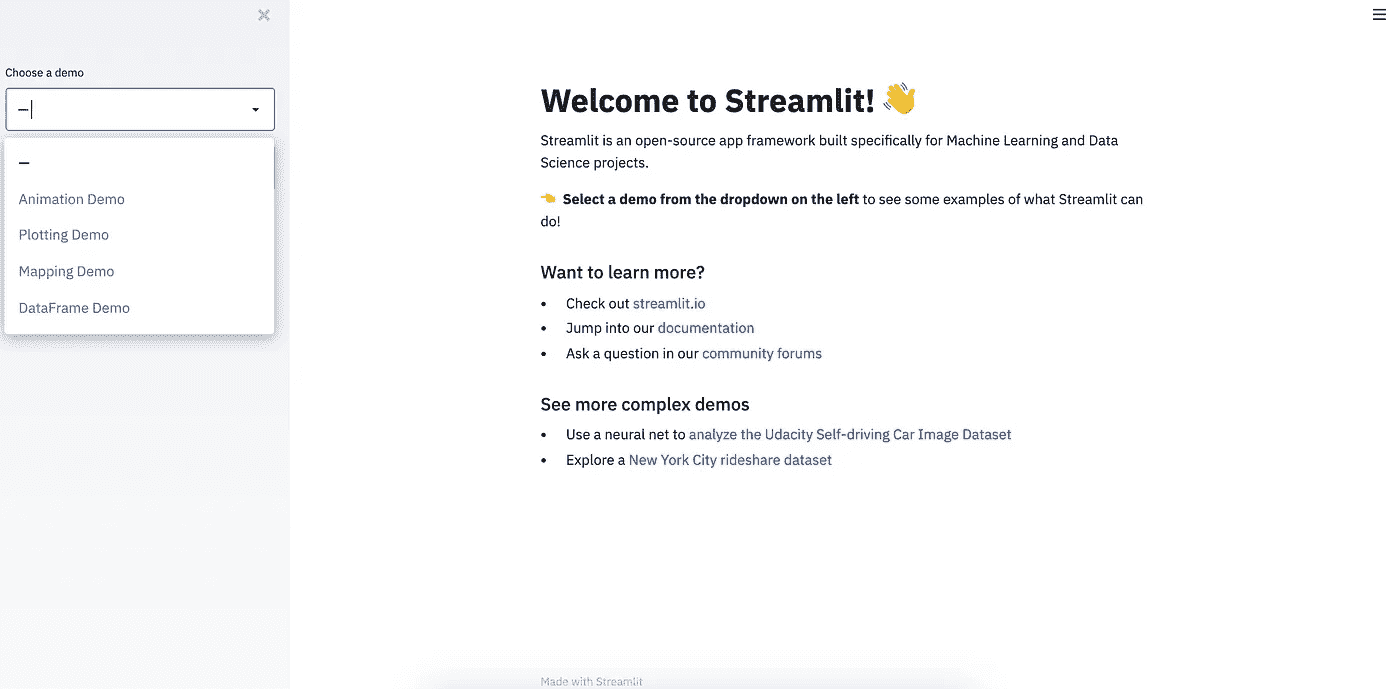 Choose a demo
—
—
Animation Demo
Plotting Demo
Mapping Demo
DataFrame Demo
Welcome to Streamlit! 👋
Streamlit is an open-source app framework built specifically for Machine Learning and Data
Science projects.
👈 Select a demo from the dropdown on the left to see some examples of what Streamlit can
do!
Want to learn more?
• Check out streamlit.io
• Jump into our documentation
• Ask a question in our community forums
See more complex demos
• Use a neural net to analyze the Udacity Self-driving Car Image Dataset
• Explore a New York City rideshare dataset
Made with Streamlit